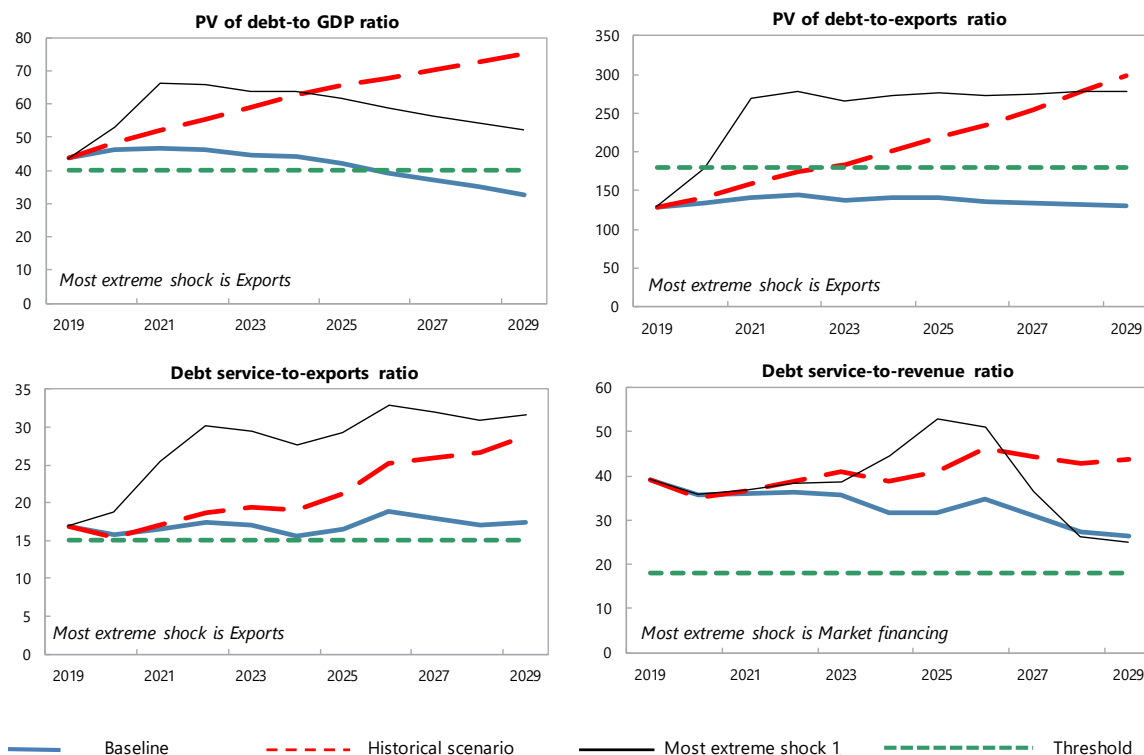 PV of debt-to GDP ratio
80
70
60
50
40
30
20
10
0
Most extreme shock is Exports
2019 2021 2023 2025 2027 2029
PV of debt-to-exports ratio
350
300
250
200
150
100
50
0
Most extreme shock is Exports
2019 2021 2023 2025 2027 2029
Debt service-to-exports ratio
35
30
25
20
15
10
5
0
Most extreme shock is Exports
2019 2021 2023 2025 2027 2029
Debt service-to-revenue ratio
60
50
40
30
20
10
0
Most extreme shock is Market financing
2019 2021 2023 2025 2027 2029
Baseline Historical scenario Most extreme shock 1 Threshold